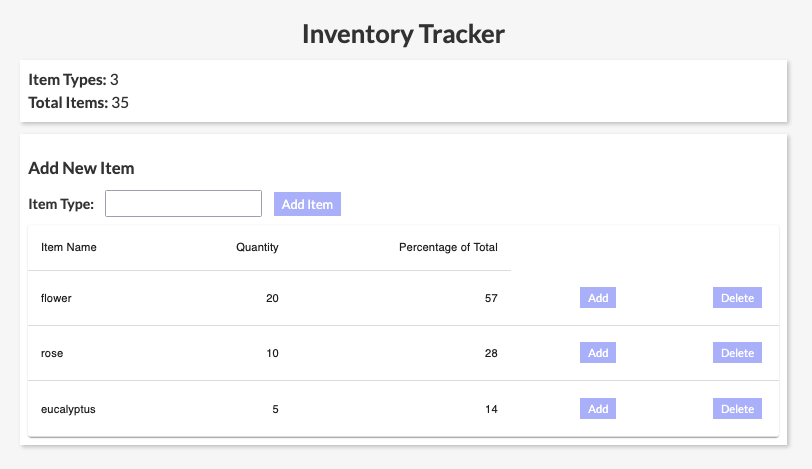 Inventory Tracker
Item Types: 3
Total Items: 35
Add New Item
Item Type: Add Item
Item Name Quantity Percentage of Total
flower 20 57 Add Delete
rose 10 28 Add Delete
eucalyptus 5 14 Add Delete